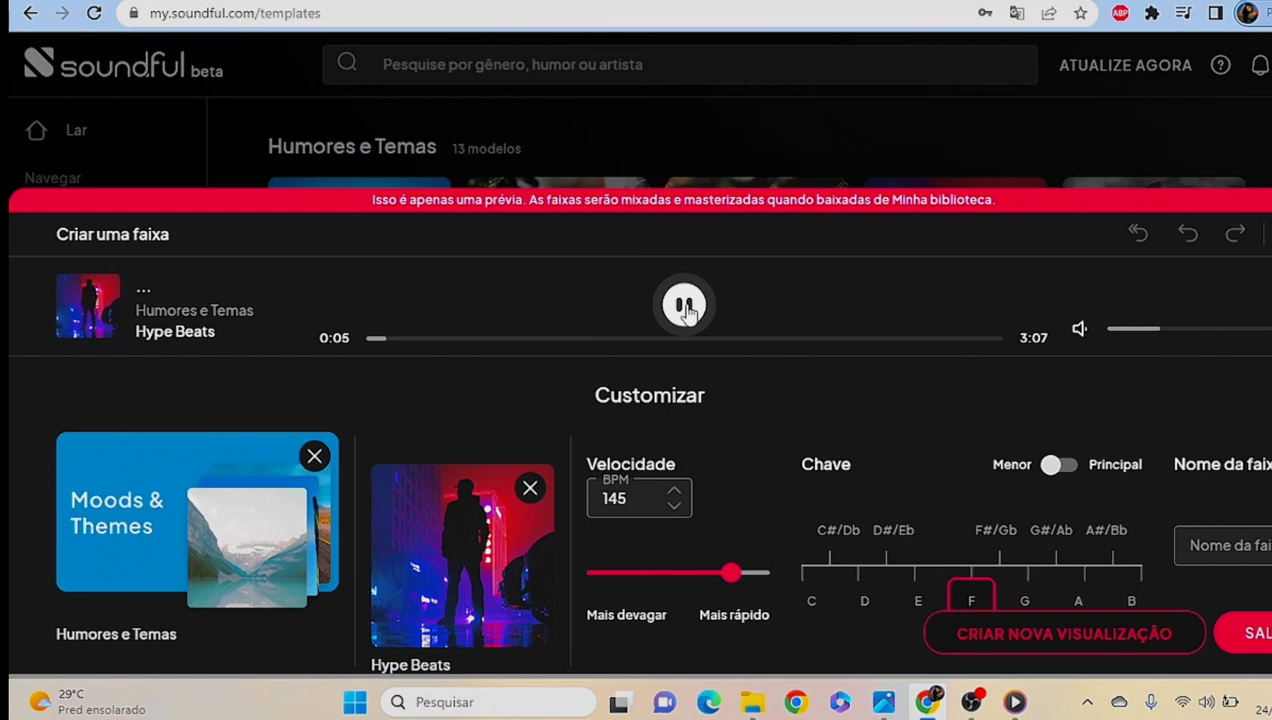 my.soundful.com/templates
ABP
soundful beta
Pesquise por gênero, humor ou artista
ATUALIZE AGORA
Lar
Humores e Temas 13 modelos
Navegar
Isso é apenas uma prévia. As faixas serão mixadas e masterizadas quando baixadas de Minha biblioteca.
Criar uma faixa
...
Humores e Temas
Hype Beats
0:05
3:07
Customizar
Moods &
Themes
Humores e Temas
Hype Beats
Velocidade
BPM
145
Mais devagar Mais rápido
Chave
Menor Principal
C#/Db D#/Eb F#/Gb G#/Ab A#/Bb
C D E F G A B
Nome da faix
Nome da fai
CRIAR NOVA VISUALIZAÇÃO
SAL
29°C
Pred ensolarado
Pesquisar
24/